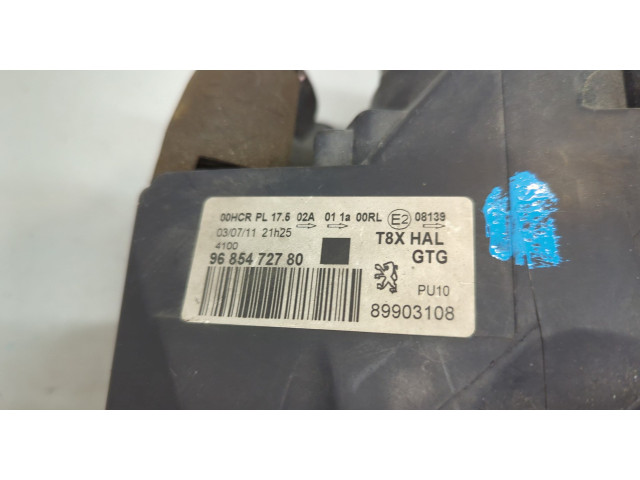 00HCR PL 17.5 02A 01 1a 00RL E2 08139
03/07/11 21h25
4100
T8X HAL
96 854 727 80
GTG
PU10
89903108